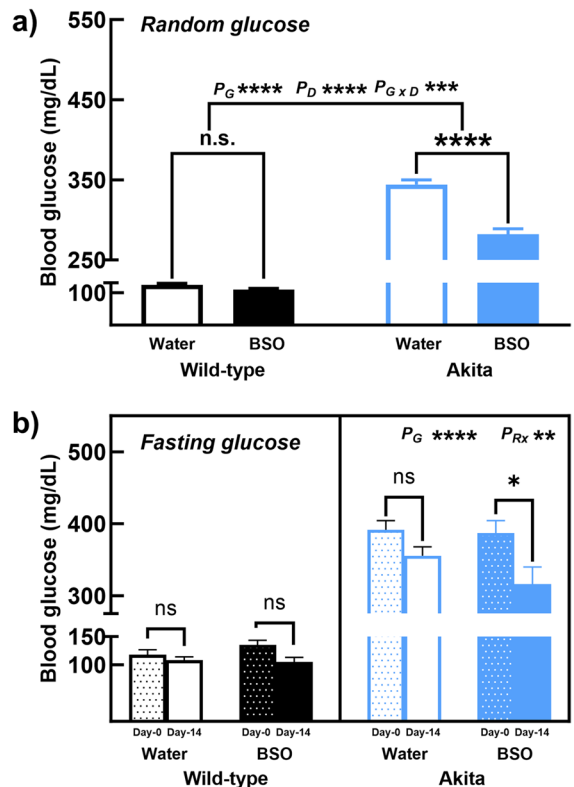 a)
Random glucose
Blood glucose (mg/dL)
550
450
350
250
100
P_G **** P_D **** P_G x D ***
n.s.
****
Water BSO Water BSO
Wild-type Akita
b)
Fasting glucose
Blood glucose (mg/dL)
500
400
300
150
100
P_G **** P_Rx **
ns
ns
ns
*
Day-0 Day-14 Day-0 Day-14 Day-0 Day-14 Day-0 Day-14
Water BSO Water BSO
Wild-type Akita